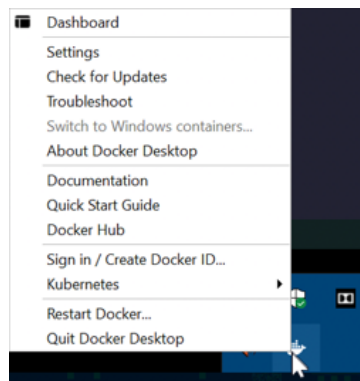 Dashboard
Settings
Check for Updates
Troubleshoot
Switch to Windows containers...
About Docker Desktop
Documentation
Quick Start Guide
Docker Hub
Sign in / Create Docker ID...
Kubernetes
Restart Docker...
Quit Docker Desktop